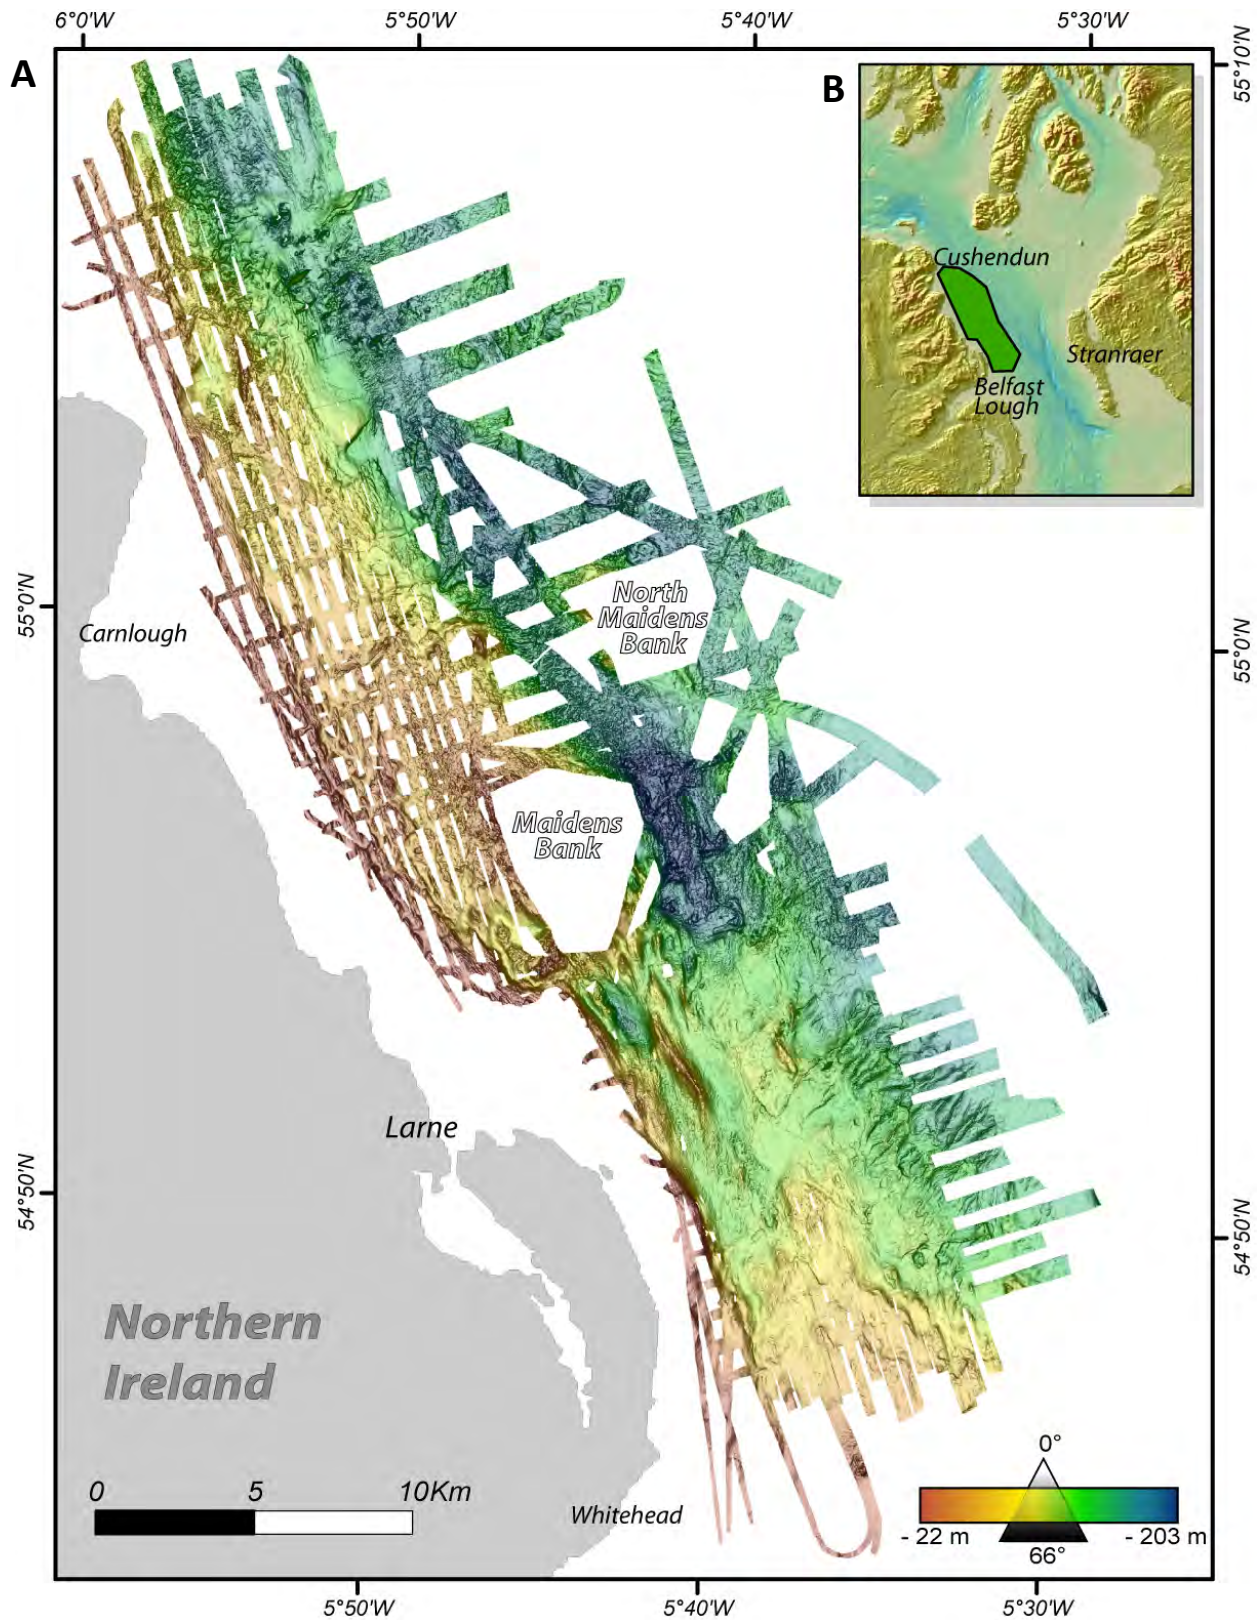 6°0'W
5°50'W
5°40'W
5°30'W
A
B
55°10'N
Cushendun
Stranraer
Belfast
Lough
55°0'N
North
Maidens
Bank
Carnlough
55°0'N
Maidens
Bank
Larne
54°50'N
54°50'N
Northern
Ireland
0
5
10Km
Whitehead
0°
- 22 m
- 203 m
66°
5°50'W
5°40'W
5°30'W